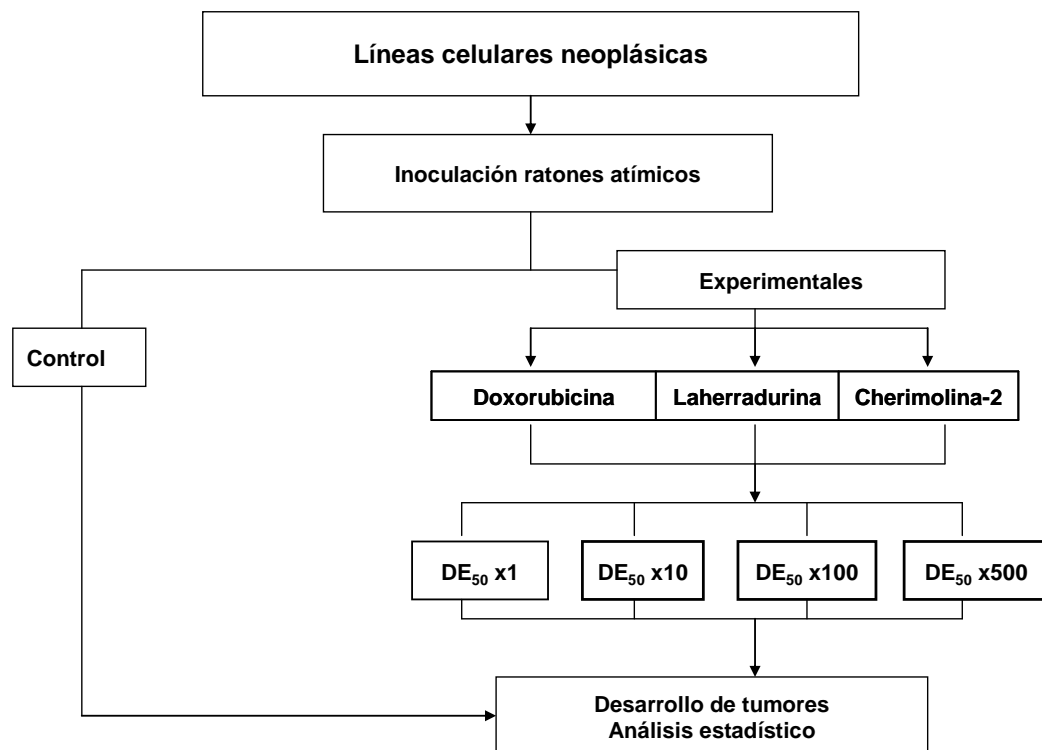 Líneas celulares neoplásicas
Inoculación ratones atímicos
Experimentales
Control
Doxorubicina
Laherradurina
Cherimolina-2
DE₅₀ x1
DE₅₀ x10
DE₅₀ x100
DE₅₀ x500
Desarrollo de tumores
Análisis estadístico